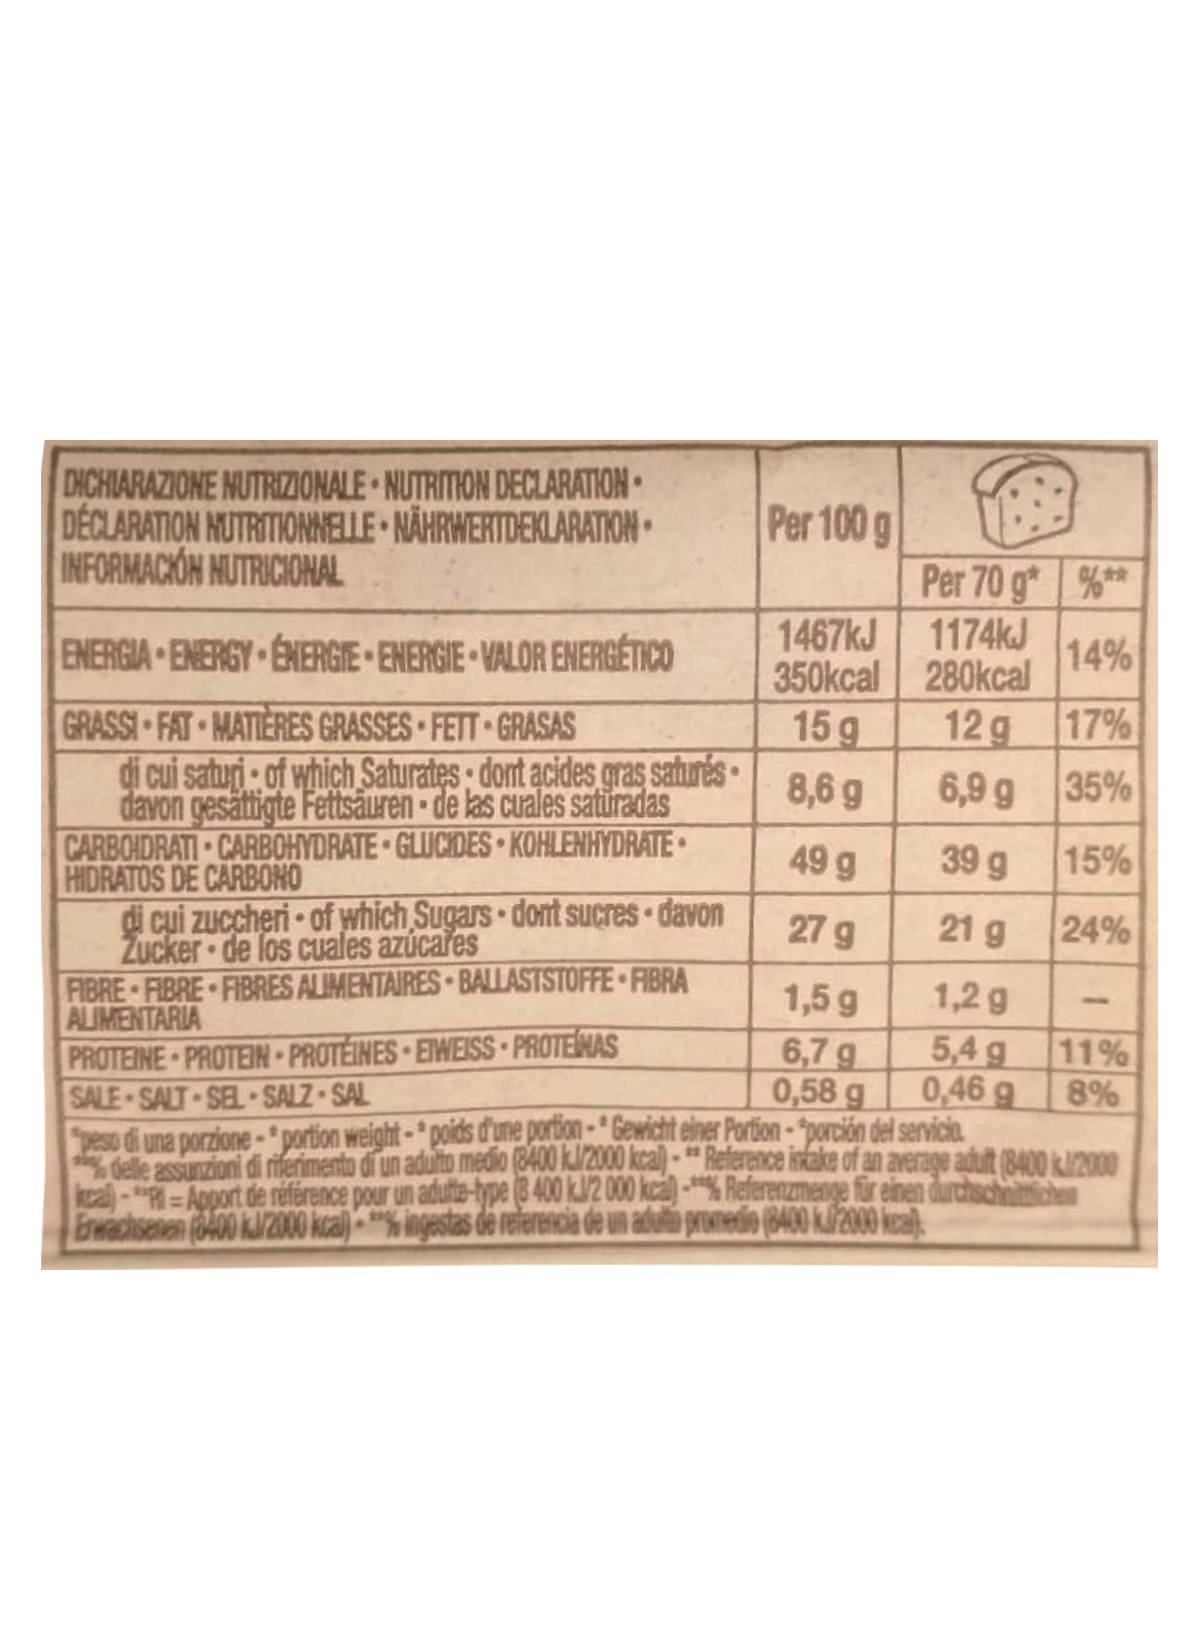 DICHIARAZIONE NUTRIZIONALE • NUTRITION DECLARATION •
DÉCLARATION NUTRITIONNELLE • NÄHRWERTDEKLARATION •
INFORMACIÓN NUTRICIONAL
Per 100 g
Per 70 g* %**
ENERGIA • ENERGY • ÉNERGIE • ENERGIE • VALOR ENERGÉTICO
1467kJ 1174kJ
350kcal 280kcal
14%
GRASSI • FAT • MATIÈRES GRASSES • FETT • GRASAS 15 g 12 g 17%
di cui saturi • of which Saturates • dont acides gras saturés •
davon gesättigte Fettsäuren • de las cuales saturadas
8,6 g 6,9 g 35%
CARBOIDRATI • CARBOHYDRATE • GLUCIDES • KOHLENHYDRATE •
HIDRATOS DE CARBONO
49 g 39 g 15%
di cui zuccheri • of which Sugars • dont sucres • davon
Zucker • de los cuales azúcares
27 g 21 g 24%
FIBRE • FIBRE • FIBRES ALIMENTAIRES • BALLASTSTOFFE • FIBRA
ALIMENTARIA
1,5 g 1,2 g –
PROTEINE • PROTEIN • PROTÉINES • EIWEISS • PROTEÍNAS 6,7 g 5,4 g 11%
SALE • SALT • SEL • SALZ • SAL 0,58 g 0,46 g 8%
*peso di una porzione - * portion weight - * poids d'une portion - * Gewicht einer Portion - *porción del servicio.
**% delle assunzioni di riferimento di un adulto medio (8400 kJ/2000 kcal) - ** Reference intake of an average adult (8400 kJ/2000
kcal) - **RI = Apport de référence pour un adulte-type (8 400 kJ/2 000 kcal) -**% Referenzmenge für einen durchschnittlichen
Erwachsenen (8400 kJ/2000 kcal) - **% ingestas de referencia de un adulto promedio (8400 kJ/2000 kcal).